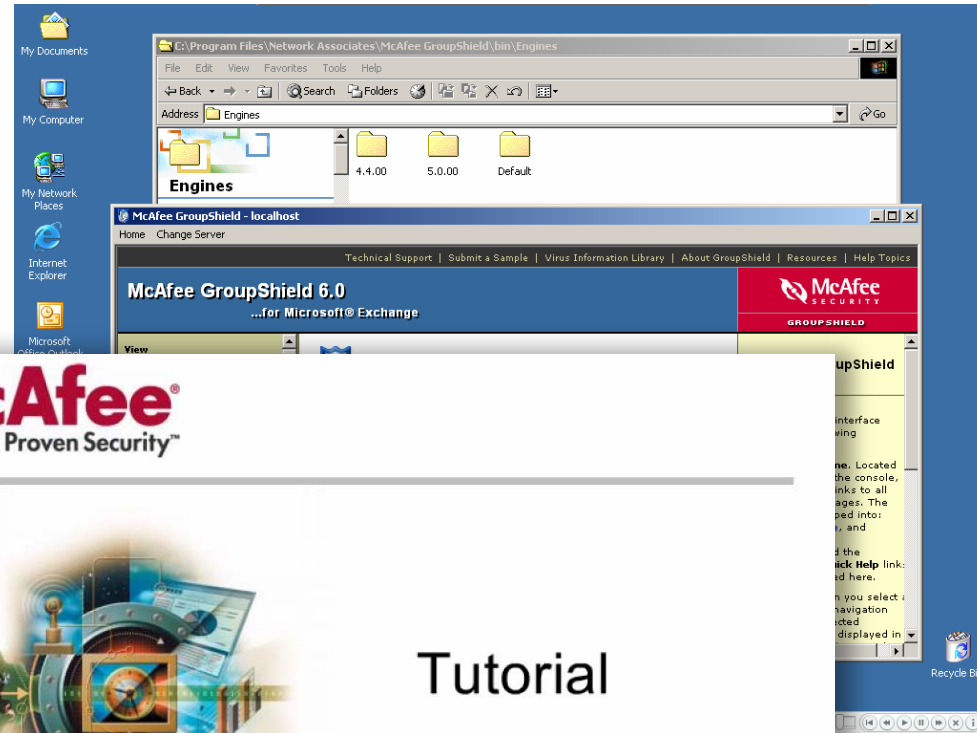 My Documents
My Computer
My Network
Places
Internet
Explorer
Microsoft
Office Outlook
C:\Program Files\Network Associates\McAfee GroupShield\bin\Engines
File Edit View Favorites Tools Help
Back Search Folders
Address Engines Go
Engines
4.4.00 5.0.00 Default
McAfee GroupShield - localhost
Home Change Server
Technical Support | Submit a Sample | Virus Information Library | About GroupShield | Resources | Help Topics
McAfee GroupShield 6.0
...for Microsoft® Exchange
McAfee
SECURITY
GROUPSHIELD
View
upShield
interface
wing
ne. Located
the console,
inks to all
ages. The
ped into:
, and
d the
ick Help link
ed here.
n you select
navigation
cted
displayed in
cAfee®
Proven Security™
Tutorial
Recycle Bi